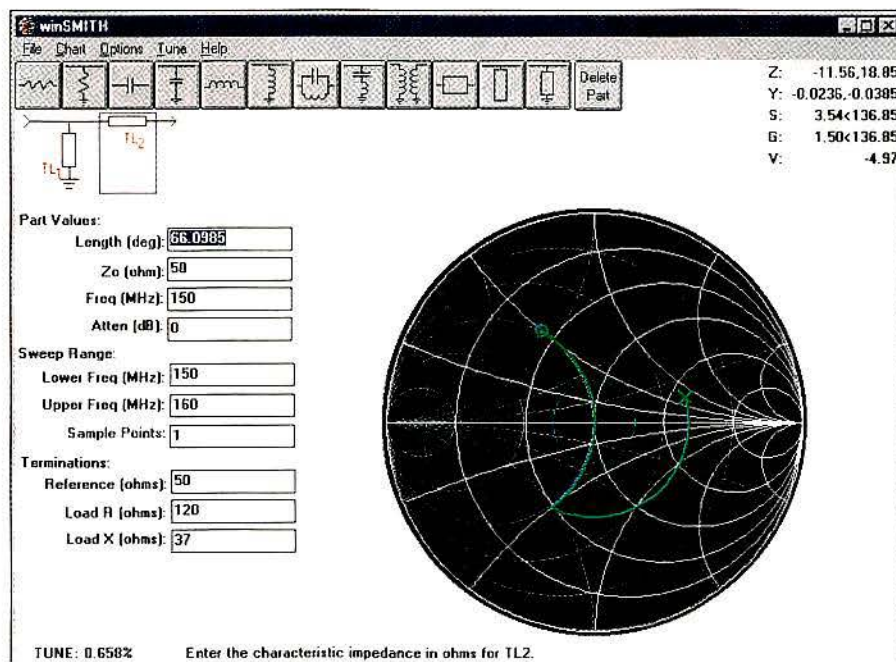 winSMITH
File Chart Options Tune Help
Delete Part
Z: -11.56,18.85
Y: -0.0236,-0.0385
S: 3.54<136.85
G: 1.50<136.85
V: -4.97
TL1
TL2
Part Values:
Length (deg): 66.0985
Zo (ohm): 50
Freq (MHz): 150
Atten (dB): 0
Sweep Range:
Lower Freq (MHz): 150
Upper Freq (MHz): 160
Sample Points: 1
Terminations:
Reference (ohms): 50
Load R (ohms): 120
Load X (ohms): 37
TUNE: 0.658% Enter the characteristic impedance in ohms for TL2.